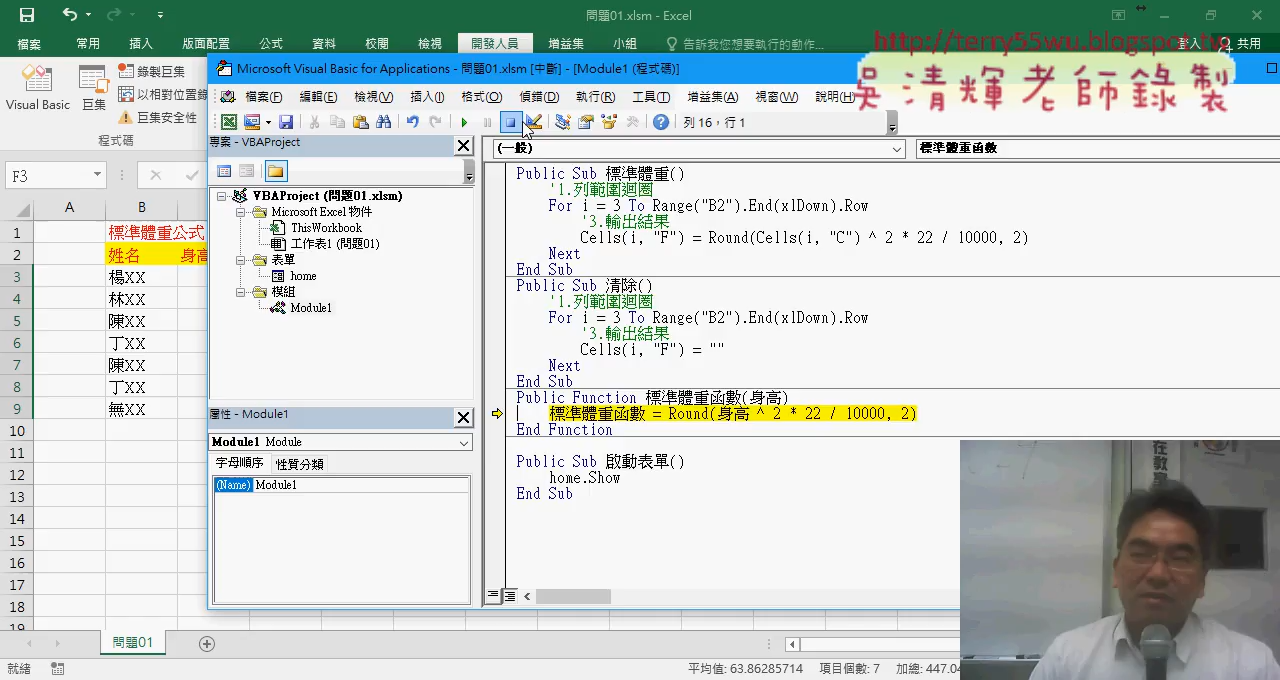 問題01.xlsm - Excel
檔案 常用 插入 版面配置 公式 資料 校閱 檢視 開發人員 增益集 小組 告訴我您想要執行的動作... 登入 共用
http://terry55wu.blogspot.tw
吳清輝老師錄製
Visual Basic
巨集
錄製巨集
以相對位置錄
巨集安全性
程式碼
Microsoft Visual Basic for Applications - 問題01.xlsm [中斷] - [Module1 (程式碼)]
檔案(F) 編輯(E) 檢視(V) 插入(I) 格式(O) 偵錯(D) 執行(R) 工具(T) 增益集(A) 視窗(W) 說明(H)
列 16，行 1
專案 - VBAProject
VBAProject (問題01.xlsm)
Microsoft Excel 物件
ThisWorkbook
工作表1 (問題01)
表單
home
模組
Module1
屬性 - Module1
Module1 Module
字母順序 性質分類
(Name) Module1
(一般) 標準體重函數
Public Sub 標準體重()
'1.列範圍迴圈
For i = 3 To Range("B2").End(xlDown).Row
'3.輸出結果
Cells(i, "F") = Round(Cells(i, "C") ^ 2 * 22 / 10000, 2)
Next
End Sub
Public Sub 清除()
'1.列範圍迴圈
For i = 3 To Range("B2").End(xlDown).Row
'3.輸出結果
Cells(i, "F") = ""
Next
End Sub
Public Function 標準體重函數(身高)
標準體重函數 = Round(身高 ^ 2 * 22 / 10000, 2)
End Function
Public Sub 啟動表單()
home.Show
End Sub
F3
A B
1 標準體重公式
2 姓名 身高
3 楊XX
4 林XX
5 陳XX
6 丁XX
7 陳XX
8 丁XX
9 無XX
10
11
12
13
14
15
16
17
18
19
問題01
就緒
平均值: 63.86285714 項目個數: 7 加總: 447.04
在教室